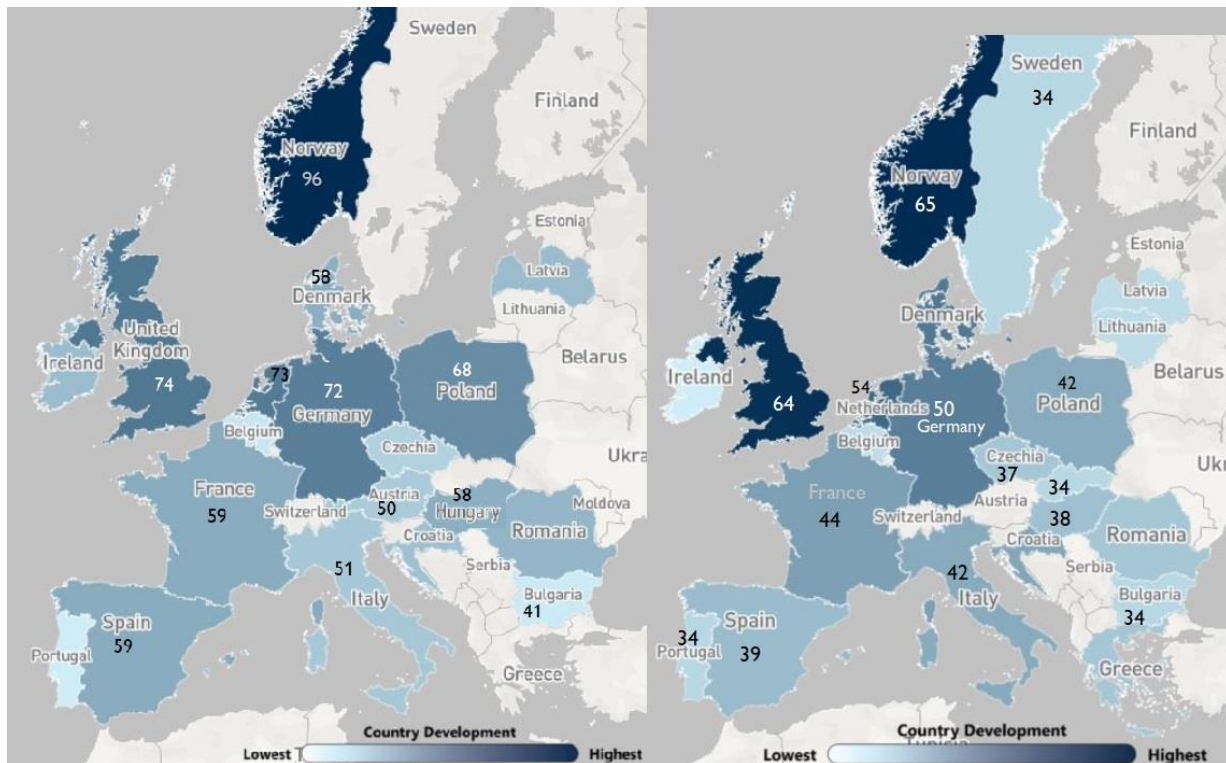 Sweden
Finland
Norway
96
Estonia
58
Denmark
Latvia
Lithuania
United
Kingdom
Ireland
Belarus
74
73
72
Germany
68
Poland
Belgium
Czechia
Ukra
France
59
Switzerland
Austria
50
58
Hungary
Moldova
Romania
Croatia
51
Italy
Serbia
Bulgaria
41
Spain
59
Portugal
Greece
Country Development
Lowest
Highest
Sweden
34
Finland
Norway
65
Estonia
Denmark
Latvia
Lithuania
Ireland
Belarus
64
54
Netherlands
50
Germany
42
Poland
Belgium
Czechia
37
Ukr
34
France
44
Switzerland
Austria
38
Croatia
Moldova
Romania
42
Italy
Serbia
Bulgaria
34
34
Portugal
Spain
39
Greece
Country Development
Lowest
Highest